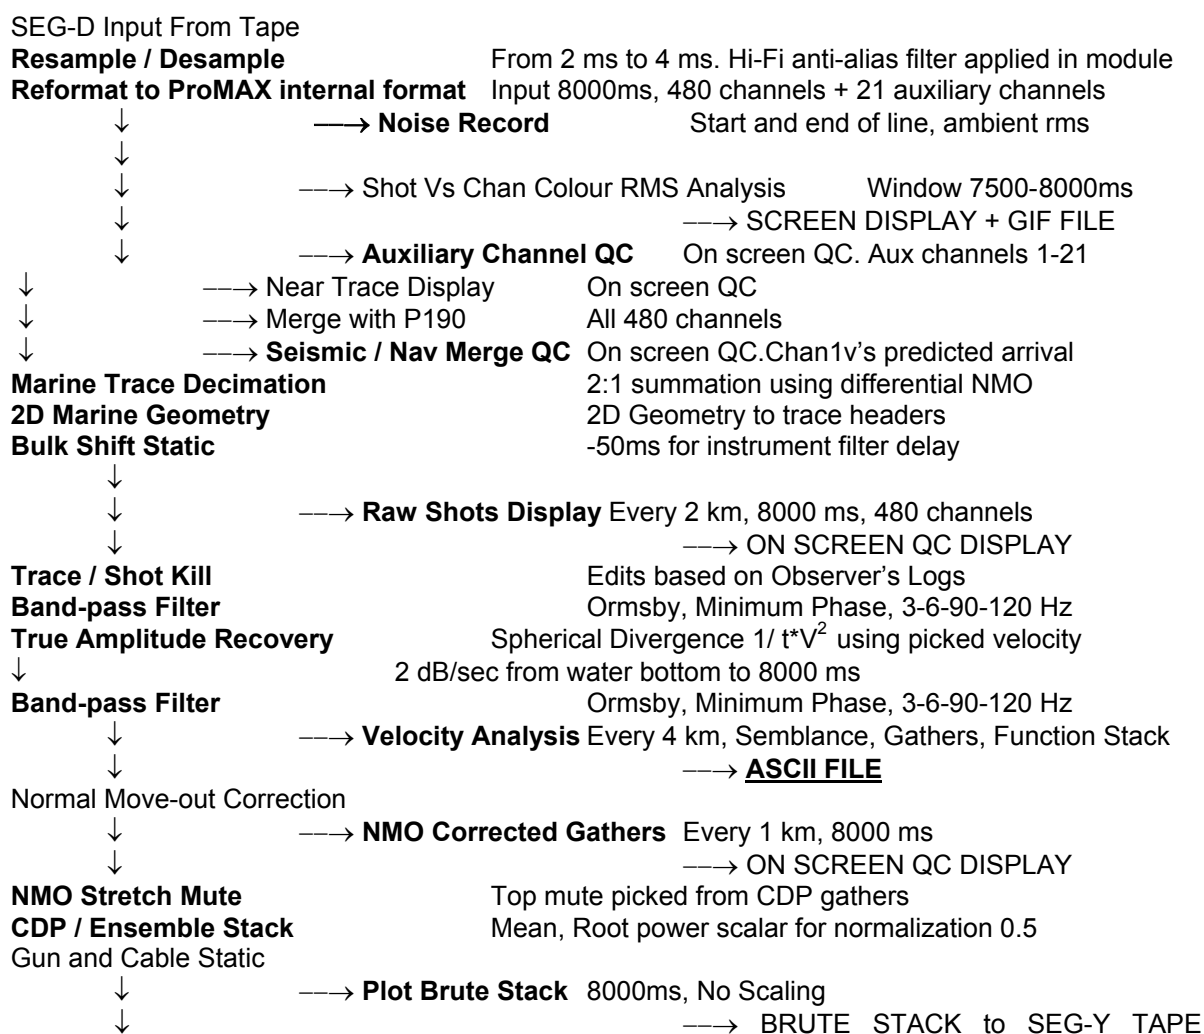 SEG-D Input From Tape
Resample / Desample From 2 ms to 4 ms. Hi-Fi anti-alias filter applied in module
Reformat to ProMAX internal format Input 8000ms, 480 channels + 21 auxiliary channels
↓ −−→ Noise Record Start and end of line, ambient rms
↓
↓ −−→ Shot Vs Chan Colour RMS Analysis Window 7500-8000ms
↓ −−→ SCREEN DISPLAY + GIF FILE
↓ −−→ Auxiliary Channel QC On screen QC. Aux channels 1-21
↓ −−→ Near Trace Display On screen QC
↓ −−→ Merge with P190 All 480 channels
↓ −−→ Seismic / Nav Merge QC On screen QC.Chan1v's predicted arrival
Marine Trace Decimation 2:1 summation using differential NMO
2D Marine Geometry 2D Geometry to trace headers
Bulk Shift Static -50ms for instrument filter delay
↓
↓ −−→ Raw Shots Display Every 2 km, 8000 ms, 480 channels
↓ −−→ ON SCREEN QC DISPLAY
Trace / Shot Kill Edits based on Observer's Logs
Band-pass Filter Ormsby, Minimum Phase, 3-6-90-120 Hz
True Amplitude Recovery Spherical Divergence 1/ t*V² using picked velocity
↓ 2 dB/sec from water bottom to 8000 ms
Band-pass Filter Ormsby, Minimum Phase, 3-6-90-120 Hz
↓ −−→ Velocity Analysis Every 4 km, Semblance, Gathers, Function Stack
↓ −−→ ASCII FILE
Normal Move-out Correction
↓ −−→ NMO Corrected Gathers Every 1 km, 8000 ms
↓ −−→ ON SCREEN QC DISPLAY
NMO Stretch Mute Top mute picked from CDP gathers
CDP / Ensemble Stack Mean, Root power scalar for normalization 0.5
Gun and Cable Static
↓ −−→ Plot Brute Stack 8000ms, No Scaling
↓ −−→ BRUTE STACK to SEG-Y TAPE